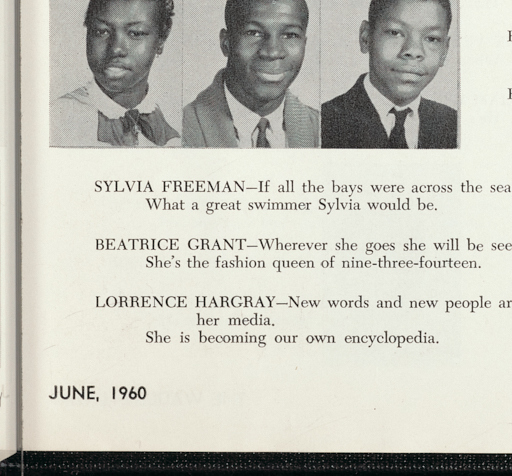 SYLVIA FREEMAN—If all the bays were across the sea
What a great swimmer Sylvia would be.
BEATRICE GRANT—Wherever she goes she will be see
She's the fashion queen of nine-three-fourteen.
LORRENCE HARGRAY—New words and new people ar
her media.
She is becoming our own encyclopedia.
JUNE, 1960